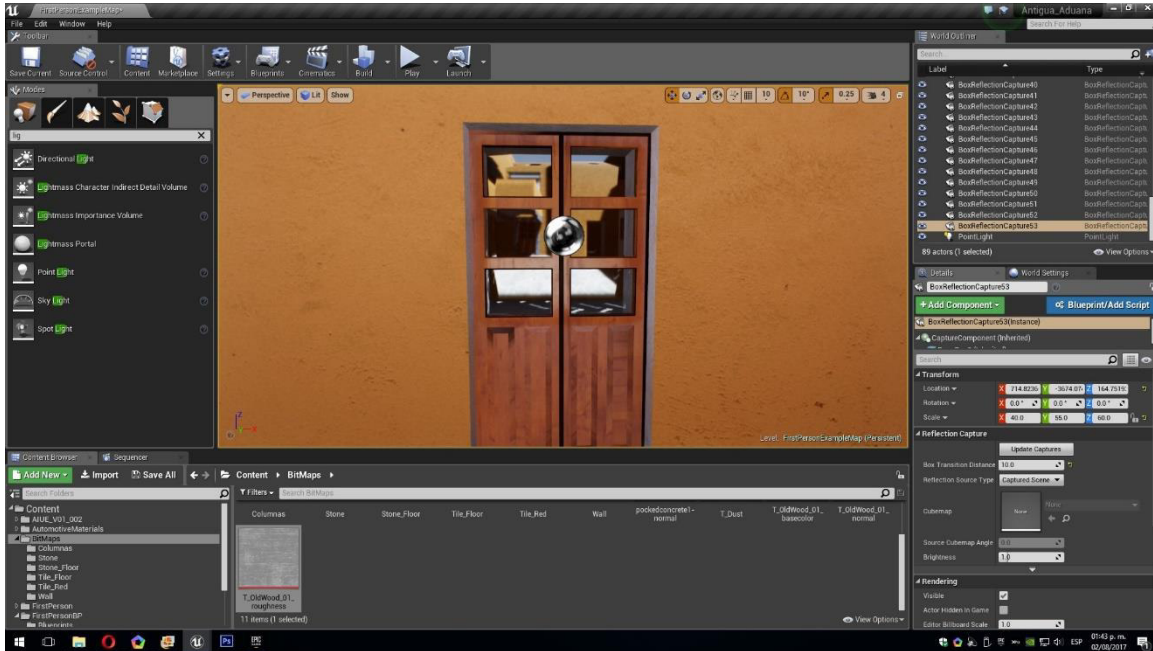 FirstPersonExampleMap*
Antigua_Aduana
File Edit Window Help
Search For Help
Toolbar
Save Current Source Control Content Marketplace Settings Blueprints Cinematics Build Play Launch
Modes
lig
Directional Light
Lightmass Character Indirect Detail Volume
Lightmass Importance Volume
Lightmass Portal
Point Light
Sky Light
Spot Light
Perspective Lit Show
10 10° 0.25 4
Level: FirstPersonExampleMap (Persistent)
World Outliner
Search
Label Type
BoxReflectionCapture40 BoxReflectionCapt
BoxReflectionCapture41 BoxReflectionCapt
BoxReflectionCapture42 BoxReflectionCapt
BoxReflectionCapture43 BoxReflectionCapt
BoxReflectionCapture44 BoxReflectionCapt
BoxReflectionCapture45 BoxReflectionCapt
BoxReflectionCapture46 BoxReflectionCapt
BoxReflectionCapture47 BoxReflectionCapt
BoxReflectionCapture48 BoxReflectionCapt
BoxReflectionCapture49 BoxReflectionCapt
BoxReflectionCapture50 BoxReflectionCapt
BoxReflectionCapture51 BoxReflectionCapt
BoxReflectionCapture52 BoxReflectionCapt
BoxReflectionCapture53 BoxReflectionCapt
PointLight PointLight
89 actors (1 selected) View Options
Details World Settings
BoxReflectionCapture53
+ Add Component Blueprint/Add Script
BoxReflectionCapture53(Instance)
CaptureComponent (Inherited)
Search
Transform
Location X 714.8236 Y -3674.07 Z 164.7519
Rotation X 0.0° Y 0.0° Z 0.0°
Scale X 40.0 Y 55.0 Z 60.0
Reflection Capture
Update Captures
Box Transition Distance 10.0
Reflection Source Type Captured Scene
Cubemap None None
Source Cubemap Angle 0.0
Brightness 1.0
Rendering
Visible
Actor Hidden In Game
Editor Billboard Scale 1.0
Content Browser Sequencer
Add New Import Save All Content BitMaps
Search Folders
Filters Search BitMaps
Content
AIUE_V01_002
AutomotiveMaterials
BitMaps
Columnas
Stone
Stone_Floor
Tile_Floor
Tile_Red
Wall
FirstPerson
FirstPersonBP
Blueprints
Columnas Stone Stone_Floor Tile_Floor Tile_Red Wall pockedconcrete1-normal T_Dust T_OldWood_01_basecolor T_OldWood_01_normal
T_OldWood_01_
roughness
11 items (1 selected) View Options
Ps
ESP
01:43 p. m.
02/08/2017